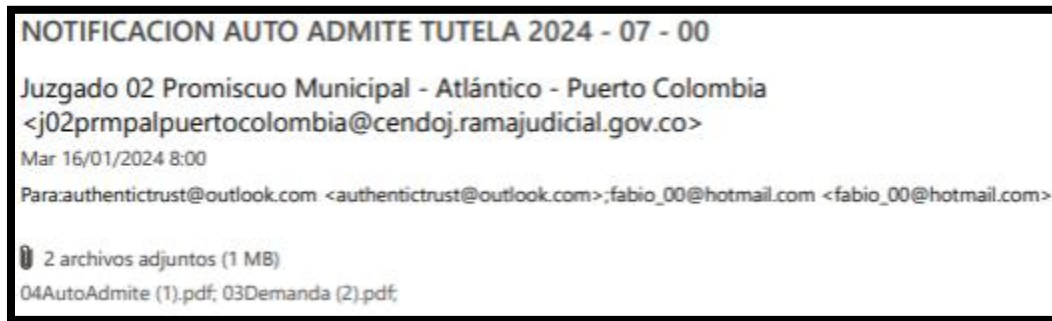 NOTIFICACION AUTO ADMITE TUTELA 2024 - 07 - 00
Juzgado 02 Promiscuo Municipal - Atlántico - Puerto Colombia
<j02prmpalpuertocolombia@cendoj.ramajudicial.gov.co>
Mar 16/01/2024 8:00
Para:authentictrust@outlook.com <authentictrust@outlook.com>;fabio_00@hotmail.com <fabio_00@hotmail.com>
2 archivos adjuntos (1 MB)
04AutoAdmite (1).pdf; 03Demanda (2).pdf;